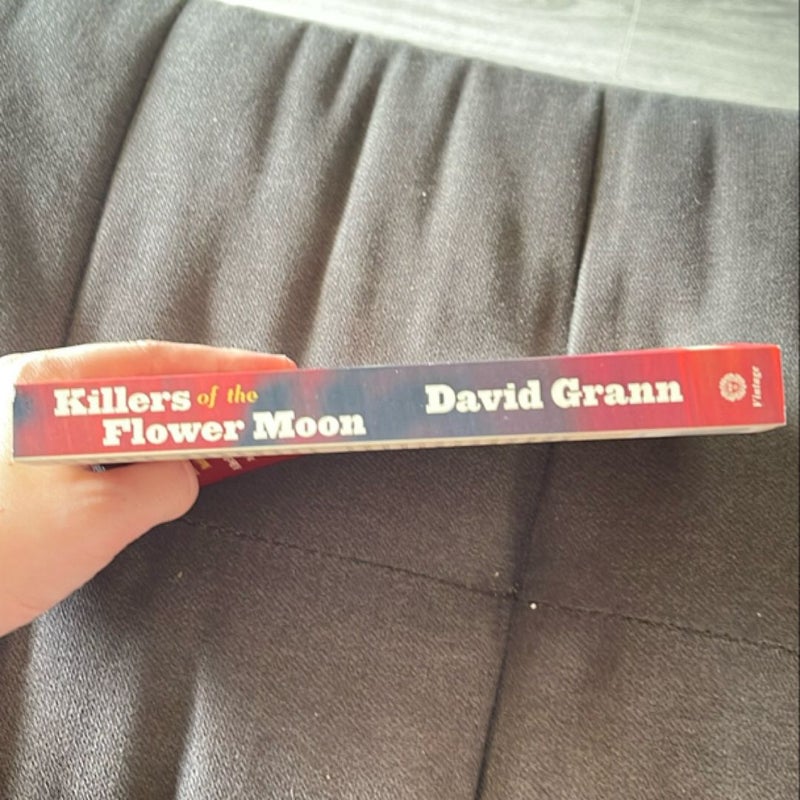 Killers of the
Flower Moon
David Grann
Vintage